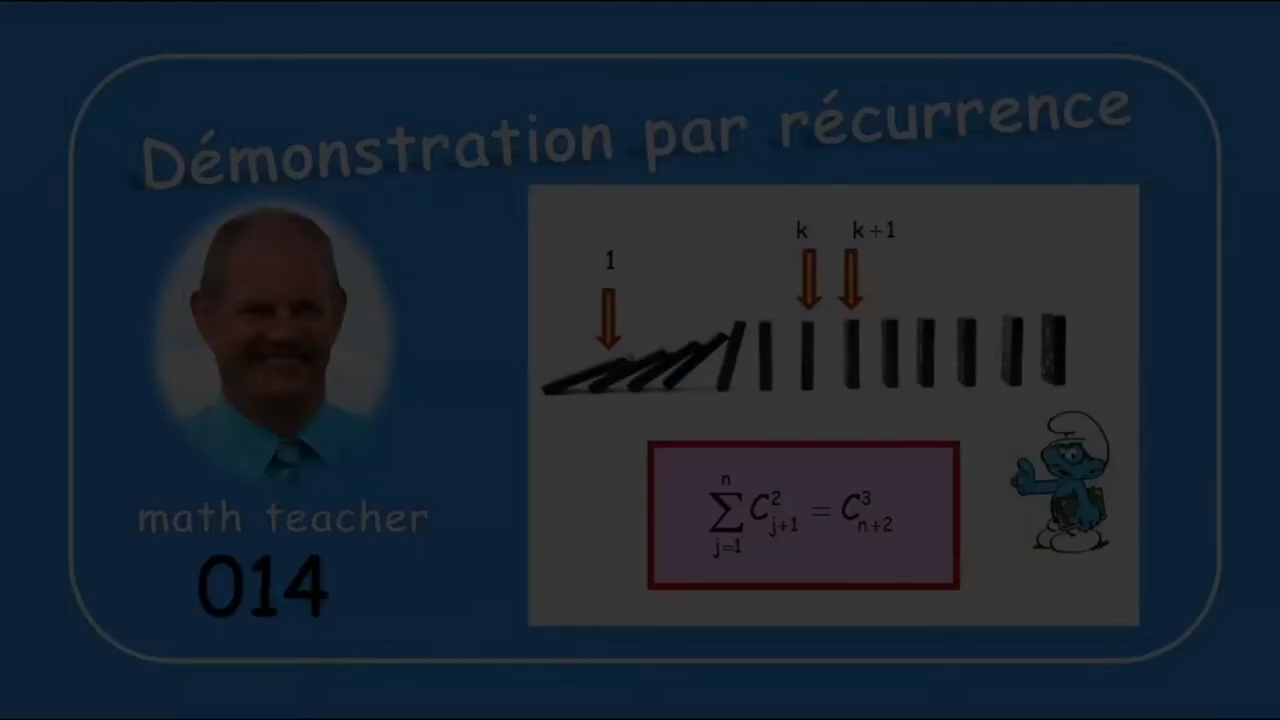 Démonstration par récurrence
1
k
k+1
n
∑ C²ⱼ₊₁ = C³ₙ₊₂
j=1
math teacher
014